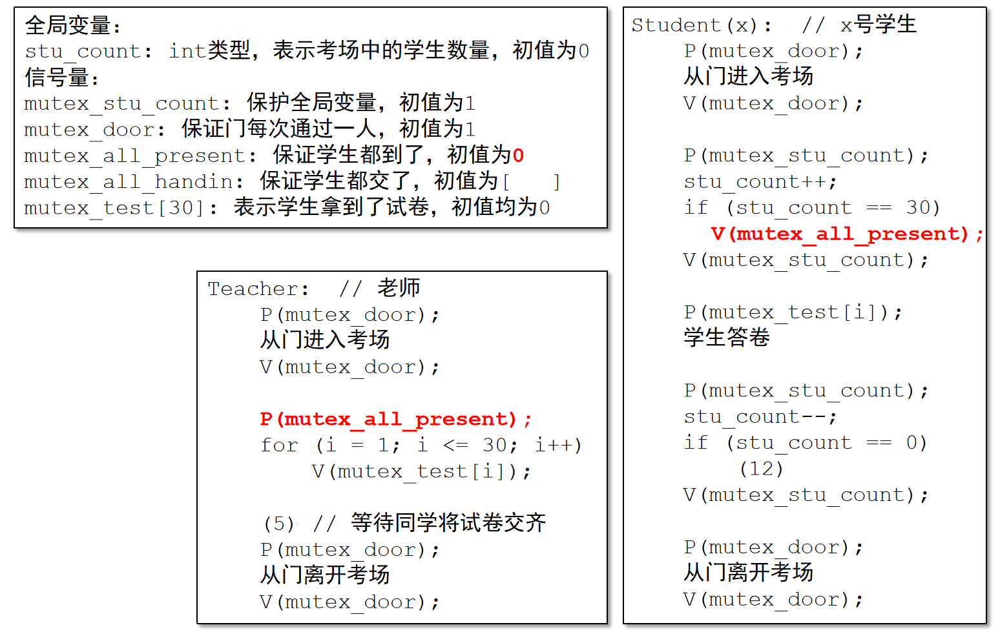 全局变量:
stu_count: int类型，表示考场中的学生数量，初值为0
信号量:
mutex_stu_count: 保护全局变量，初值为1
mutex_door: 保证门每次通过一人，初值为1
mutex_all_present: 保证学生都到了，初值为0
mutex_all_handin: 保证学生都交了，初值为[   ]
mutex_test[30]: 表示学生拿到了试卷，初值均为0
Teacher:  // 老师
P(mutex_door);
从门进入考场
V(mutex_door);
P(mutex_all_present);
for (i = 1; i <= 30; i++)
V(mutex_test[i]);
(5) // 等待同学将试卷交齐
P(mutex_door);
从门离开考场
V(mutex_door);
Student(x):  // x号学生
P(mutex_door);
从门进入考场
V(mutex_door);
P(mutex_stu_count);
stu_count++;
if (stu_count == 30)
V(mutex_all_present);
V(mutex_stu_count);
P(mutex_test[i]);
学生答卷
P(mutex_stu_count);
stu_count--;
if (stu_count == 0)
(12)
V(mutex_stu_count);
P(mutex_door);
从门离开考场
V(mutex_door);